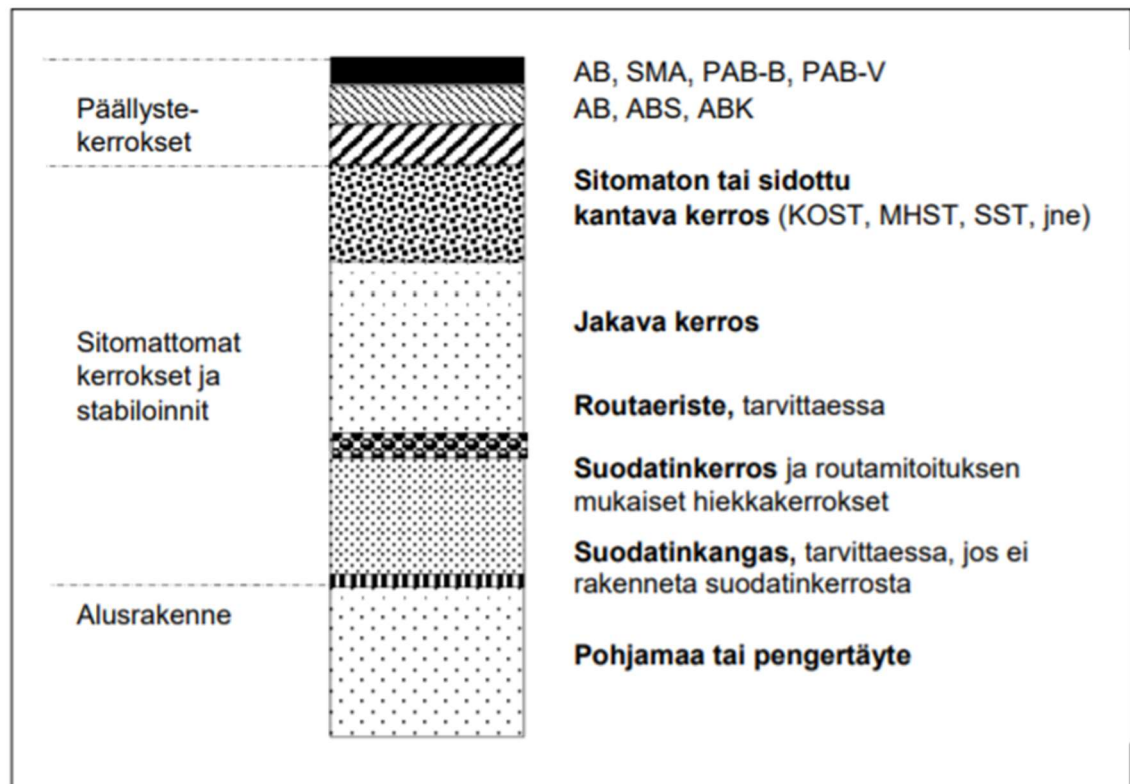 AB, SMA, PAB-B, PAB-V
AB, ABS, ABK
Päällyste-
kerrokset
Sitomaton tai sidottu
kantava kerros (KOST, MHST, SST, jne)
Jakava kerros
Sitomattomat
kerrokset ja
stabiloinnit
Routaeriste, tarvittaessa
Suodatinkerros ja routamitoituksen
mukaiset hiekkakerrokset
Suodatinkangas, tarvittaessa, jos ei
rakenneta suodatinkerrosta
Alusrakenne
Pohjamaa tai pengertäyte